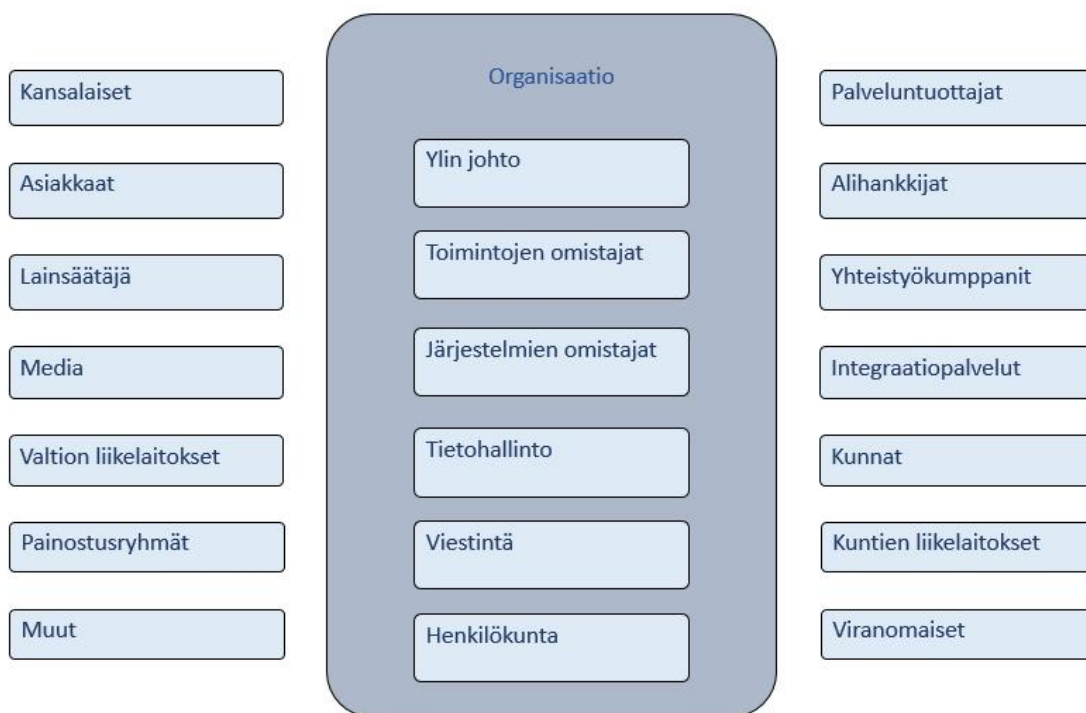 Kansalaiset
Asiakkaat
Lainsäätäjä
Media
Valtion liikelaitokset
Painostusryhmät
Muut
Organisaatio
Ylin johto
Toimintojen omistajat
Järjestelmien omistajat
Tietohallinto
Viestintä
Henkilökunta
Palveluntuottajat
Alihankkijat
Yhteistyökumppanit
Integraatiopalvelut
Kunnat
Kuntien liikelaitokset
Viranomaiset